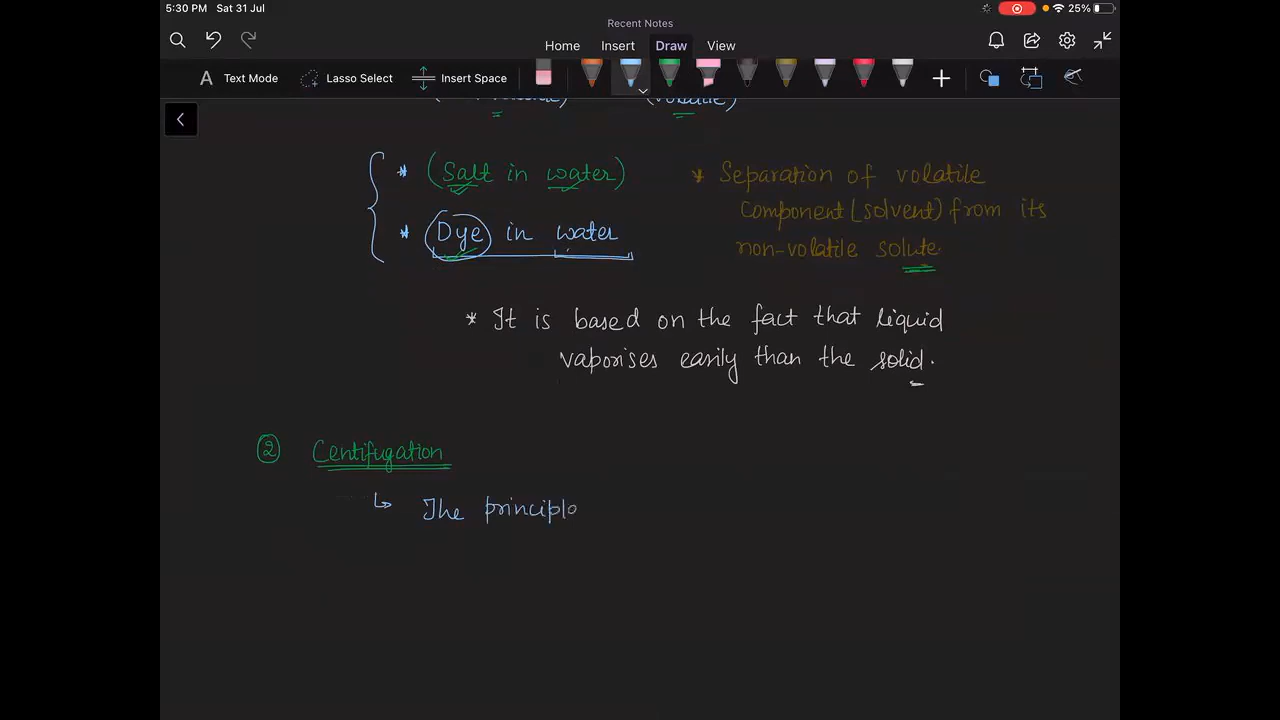 5:30 PM Sat 31 Jul
25%
Recent Notes
Home Insert Draw View
Text Mode Lasso Select Insert Space
(volatile)
* (Salt in water)
* Dye in water
* Separation of volatile
Component (solvent) from its
non-volatile solute
* It is based on the fact that liquid
vaporises easily than the solid.
② Centifugation
↳ The principlo